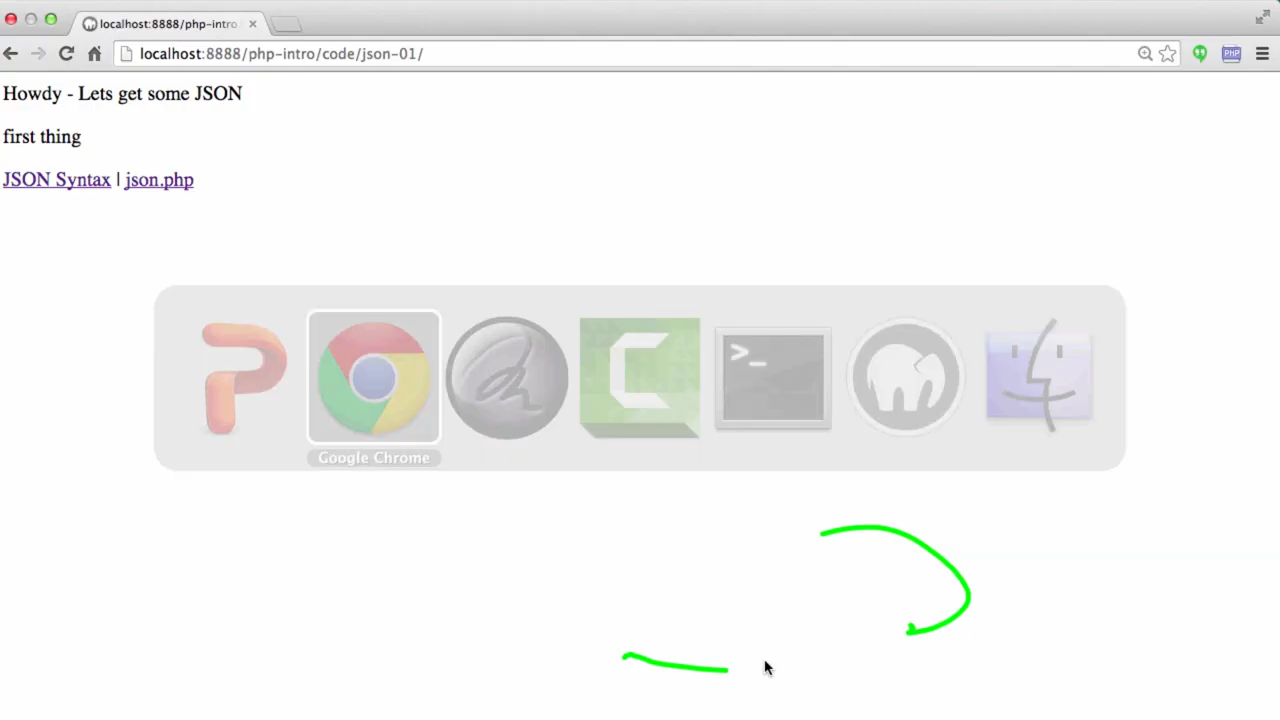 localhost:8888/php-intro
localhost:8888/php-intro/code/json-01/
PHP
Howdy - Lets get some JSON
first thing
JSON Syntax | json.php
Google Chrome